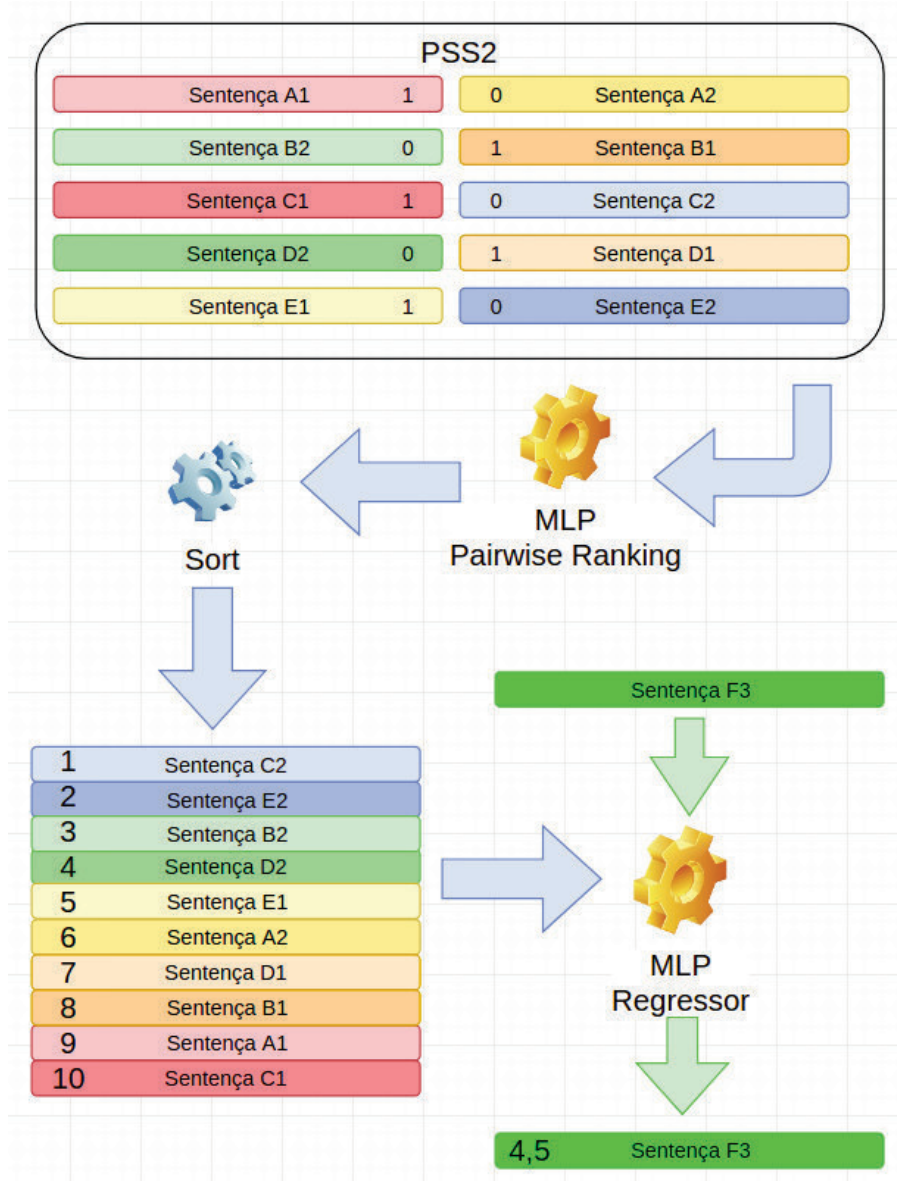 PSS2
Sentença A1 1 0 Sentença A2
Sentença B2 0 1 Sentença B1
Sentença C1 1 0 Sentença C2
Sentença D2 0 1 Sentença D1
Sentença E1 1 0 Sentença E2
MLP
Pairwise Ranking
Sort
Sentença F3
1 Sentença C2
2 Sentença E2
3 Sentença B2
4 Sentença D2
5 Sentença E1
6 Sentença A2
7 Sentença D1
8 Sentença B1
9 Sentença A1
10 Sentença C1
MLP
Regressor
4,5 Sentença F3